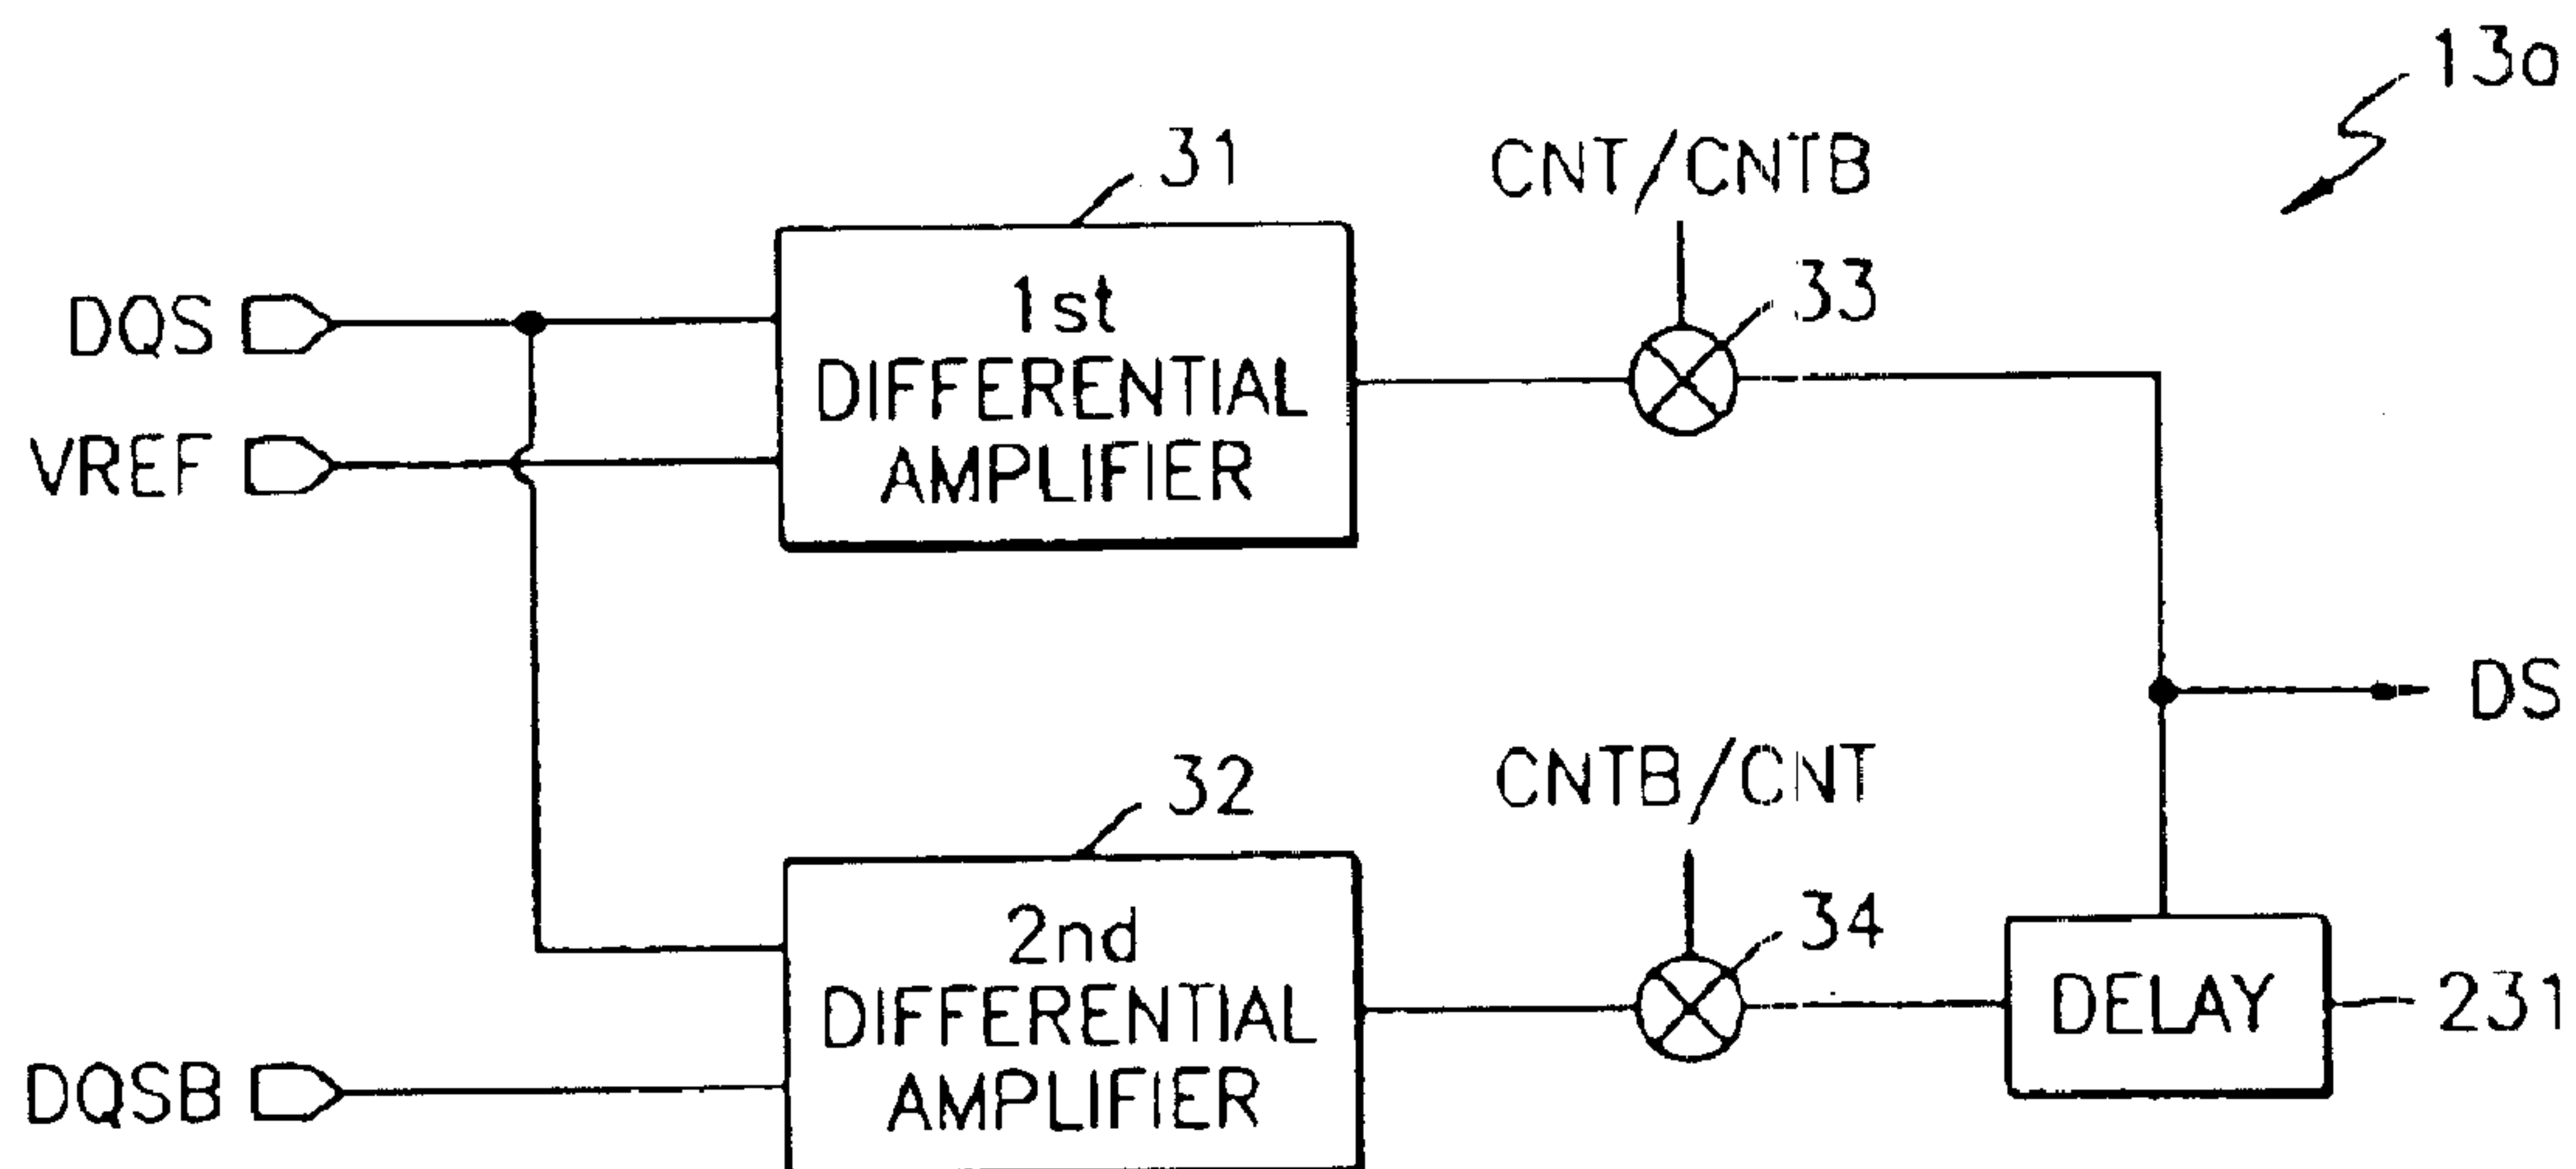 13a
31
CNT/CNTB
33
DQS
1st
DIFFERENTIAL
AMPLIFIER
VREF
DS
32
CNTB/CNT
34
2nd
DIFFERENTIAL
AMPLIFIER
DELAY
231
DQSB